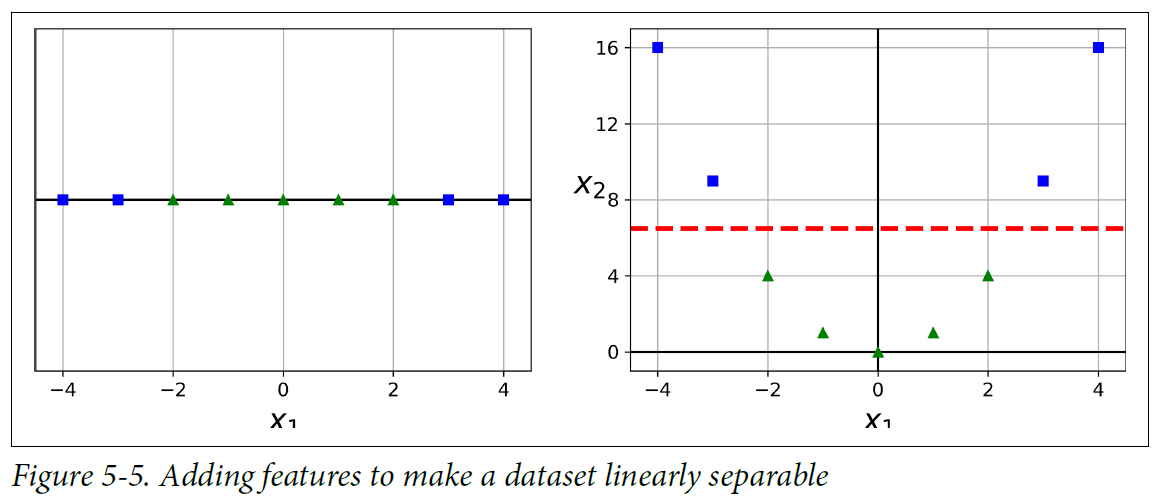 −4 −2 0 2 4
x₁
16
12
x₂
8
4
0
−4 −2 0 2 4
x₁
Figure 5-5. Adding features to make a dataset linearly separable